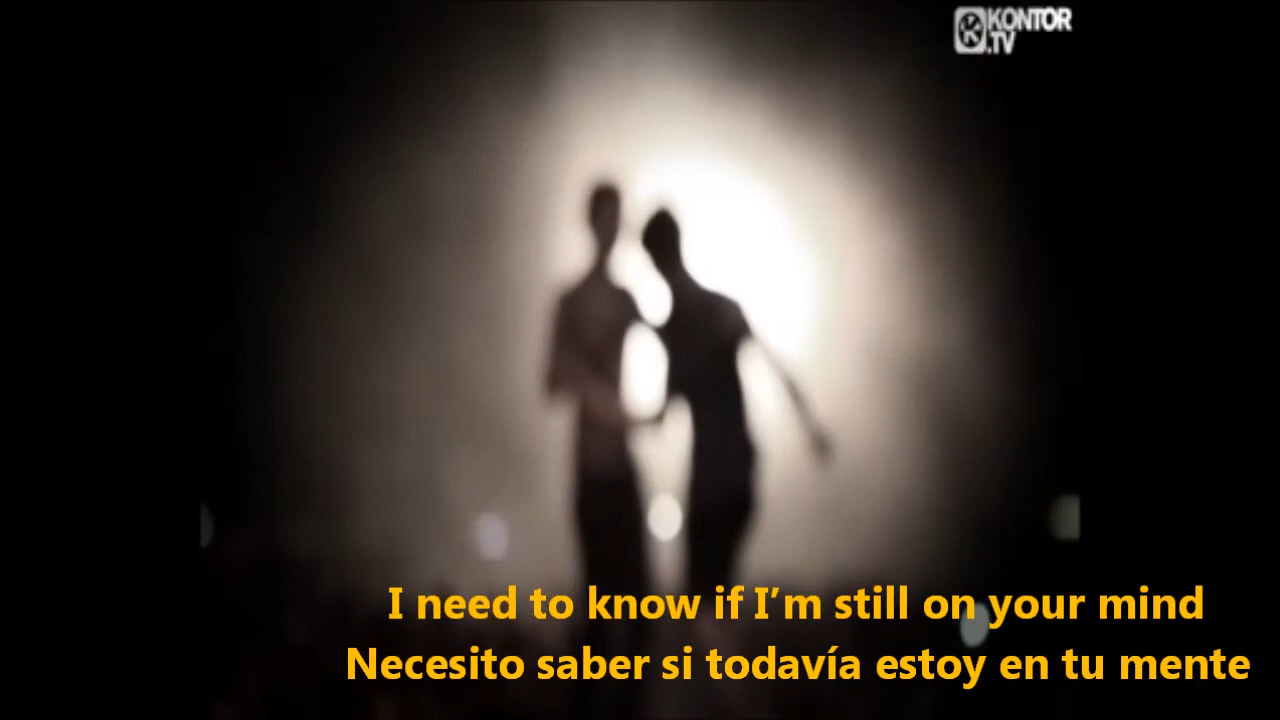 KONTOR
.TV
I need to know if I'm still on your mind
Necesito saber si todavía estoy en tu mente